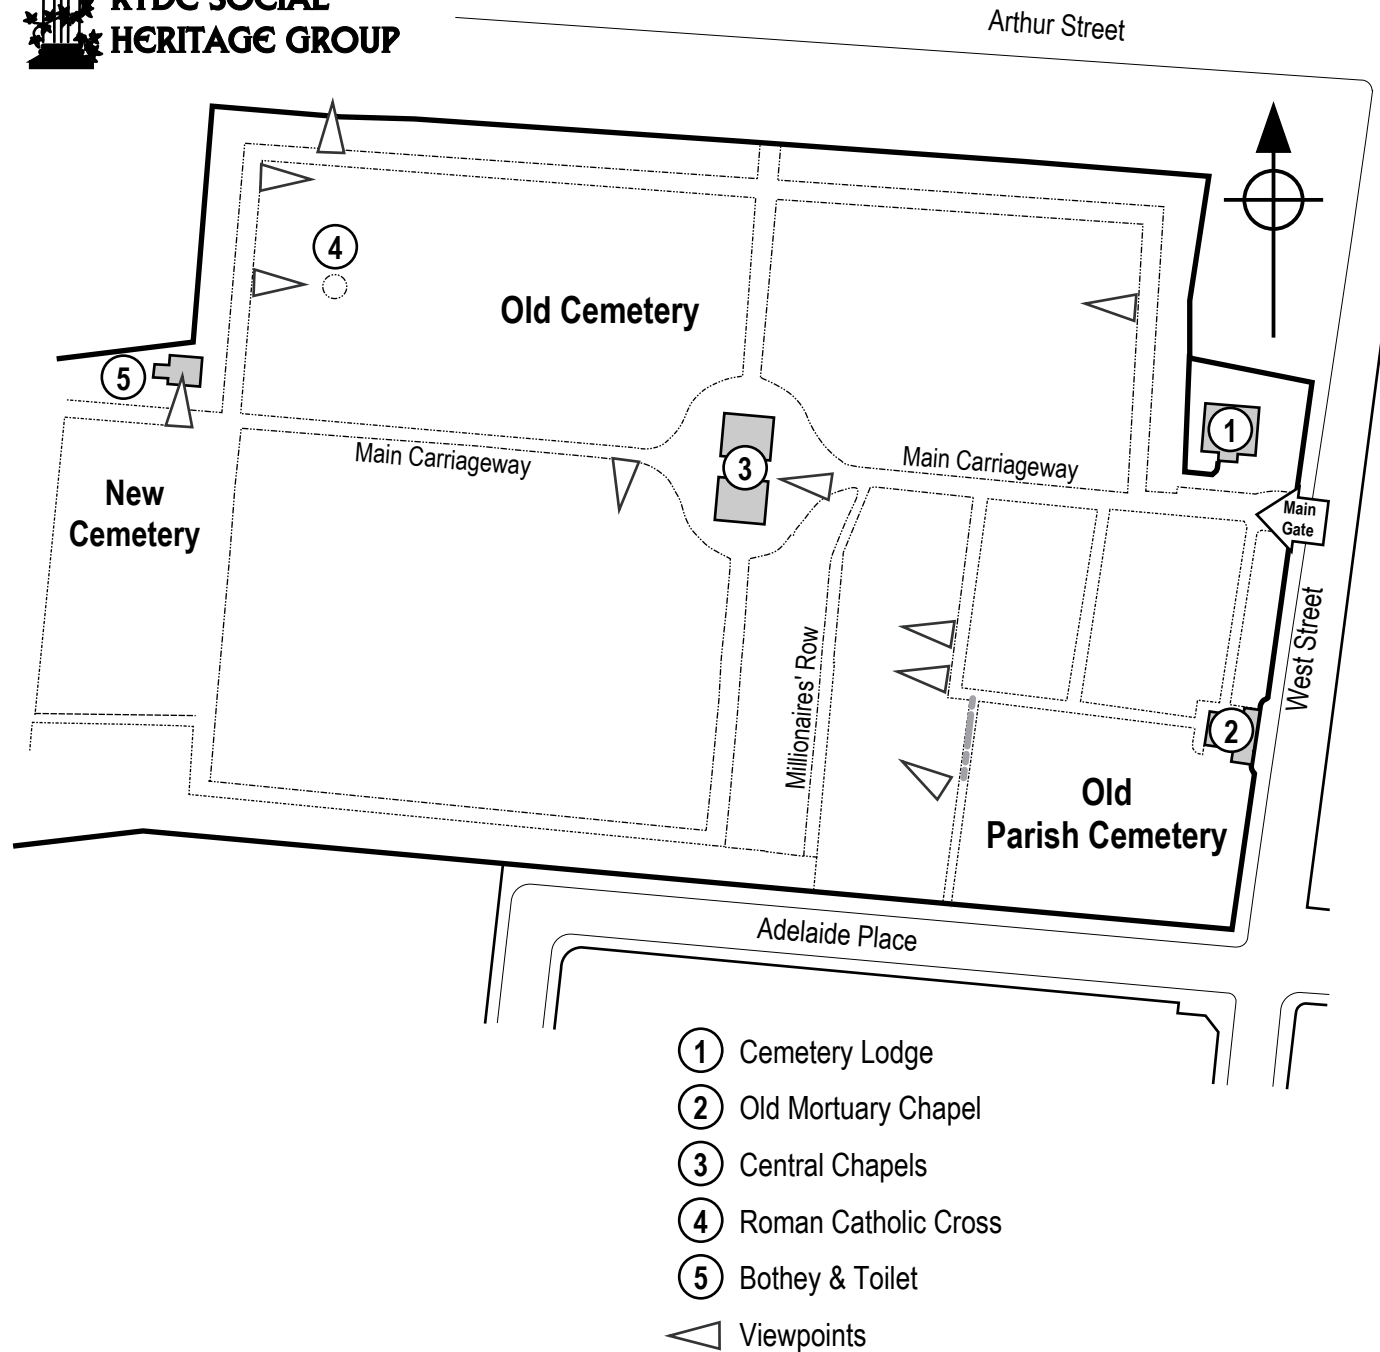 RYDE SOCIAL
HERITAGE GROUP
Arthur Street
4
Old Cemetery
5
1
Main Carriageway
3
Main Carriageway
New
Cemetery
Main
Gate
West Street
Millionaires' Row
2
Old
Parish Cemetery
Adelaide Place
1 Cemetery Lodge
2 Old Mortuary Chapel
3 Central Chapels
4 Roman Catholic Cross
5 Bothey & Toilet
Viewpoints